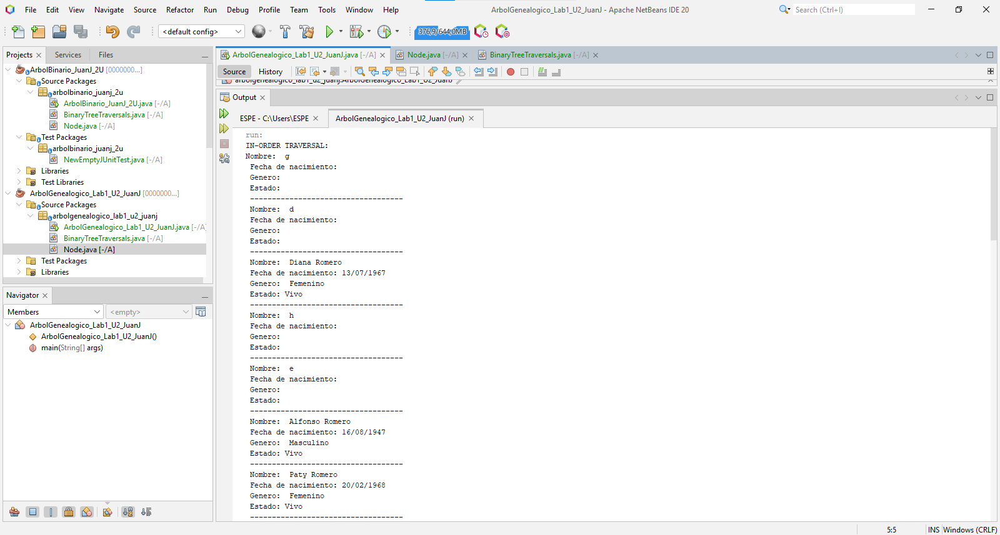 File Edit View Navigate Source Refactor Run Debug Profile Team Tools Window Help
ArbolGenealogico_Lab1_U2_JuanJ - Apache NetBeans IDE 20
Search (Ctrl+I)
<default config>
376,9/644,0MB
Projects Services Files
ArbolBinario_JuanJ_2U [0000000...]
Source Packages
arbolbinario_juanj_2u
ArbolBinario_JuanJ_2U.java [-/A]
BinaryTreeTraversals.java [-/A]
Node.java [-/A]
Test Packages
arbolbinario_juanj_2u
NewEmptyJUnitTest.java [-/A]
Libraries
Test Libraries
ArbolGenealogico_Lab1_U2_JuanJ [0000000...]
Source Packages
arbolgenealogico_lab1_u2_juanj
ArbolGenealogico_Lab1_U2_JuanJ.java [-/A]
BinaryTreeTraversals.java [-/A]
Node.java [-/A]
Test Packages
Libraries
Navigator
Members
<empty>
ArbolGenealogico_Lab1_U2_JuanJ
ArbolGenealogico_Lab1_U2_JuanJ()
main(String[] args)
ArbolGenealogico_Lab1_U2_JuanJ.java [-/A] Node.java [-/A] BinaryTreeTraversals.java [-/A]
Source History
arbolgenealogico_lab1_u2_juanj.ArbolGenealogico_Lab1_U2_JuanJ
Output
ESPE - C:\Users\ESPE ArbolGenealogico_Lab1_U2_JuanJ (run)
run:
IN-ORDER TRAVERSAL:
Nombre:  g
Fecha de nacimiento:
Genero:
Estado:
-----------------------------------
Nombre:  d
Fecha de nacimiento:
Genero:
Estado:
-----------------------------------
Nombre:  Diana Romero
Fecha de nacimiento: 13/07/1967
Genero:  Femenino
Estado: Vivo
-----------------------------------
Nombre:  h
Fecha de nacimiento:
Genero:
Estado:
-----------------------------------
Nombre:  e
Fecha de nacimiento:
Genero:
Estado:
-----------------------------------
Nombre:  Alfonso Romero
Fecha de nacimiento: 16/08/1947
Genero:  Masculino
Estado: Vivo
-----------------------------------
Nombre:  Paty Romero
Fecha de nacimiento: 20/02/1968
Genero:  Femenino
Estado: Vivo
-----------------------------------
5:5 INS Windows (CRLF)